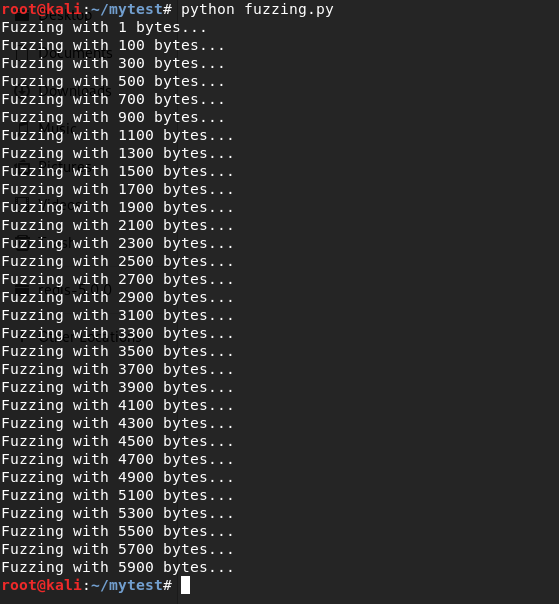 root@kali:~/mytest# python fuzzing.py
Fuzzing with 1 bytes...
Fuzzing with 100 bytes...
Fuzzing with 300 bytes...
Fuzzing with 500 bytes...
Fuzzing with 700 bytes...
Fuzzing with 900 bytes...
Fuzzing with 1100 bytes...
Fuzzing with 1300 bytes...
Fuzzing with 1500 bytes...
Fuzzing with 1700 bytes...
Fuzzing with 1900 bytes...
Fuzzing with 2100 bytes...
Fuzzing with 2300 bytes...
Fuzzing with 2500 bytes...
Fuzzing with 2700 bytes...
Fuzzing with 2900 bytes...
Fuzzing with 3100 bytes...
Fuzzing with 3300 bytes...
Fuzzing with 3500 bytes...
Fuzzing with 3700 bytes...
Fuzzing with 3900 bytes...
Fuzzing with 4100 bytes...
Fuzzing with 4300 bytes...
Fuzzing with 4500 bytes...
Fuzzing with 4700 bytes...
Fuzzing with 4900 bytes...
Fuzzing with 5100 bytes...
Fuzzing with 5300 bytes...
Fuzzing with 5500 bytes...
Fuzzing with 5700 bytes...
Fuzzing with 5900 bytes...
root@kali:~/mytest#